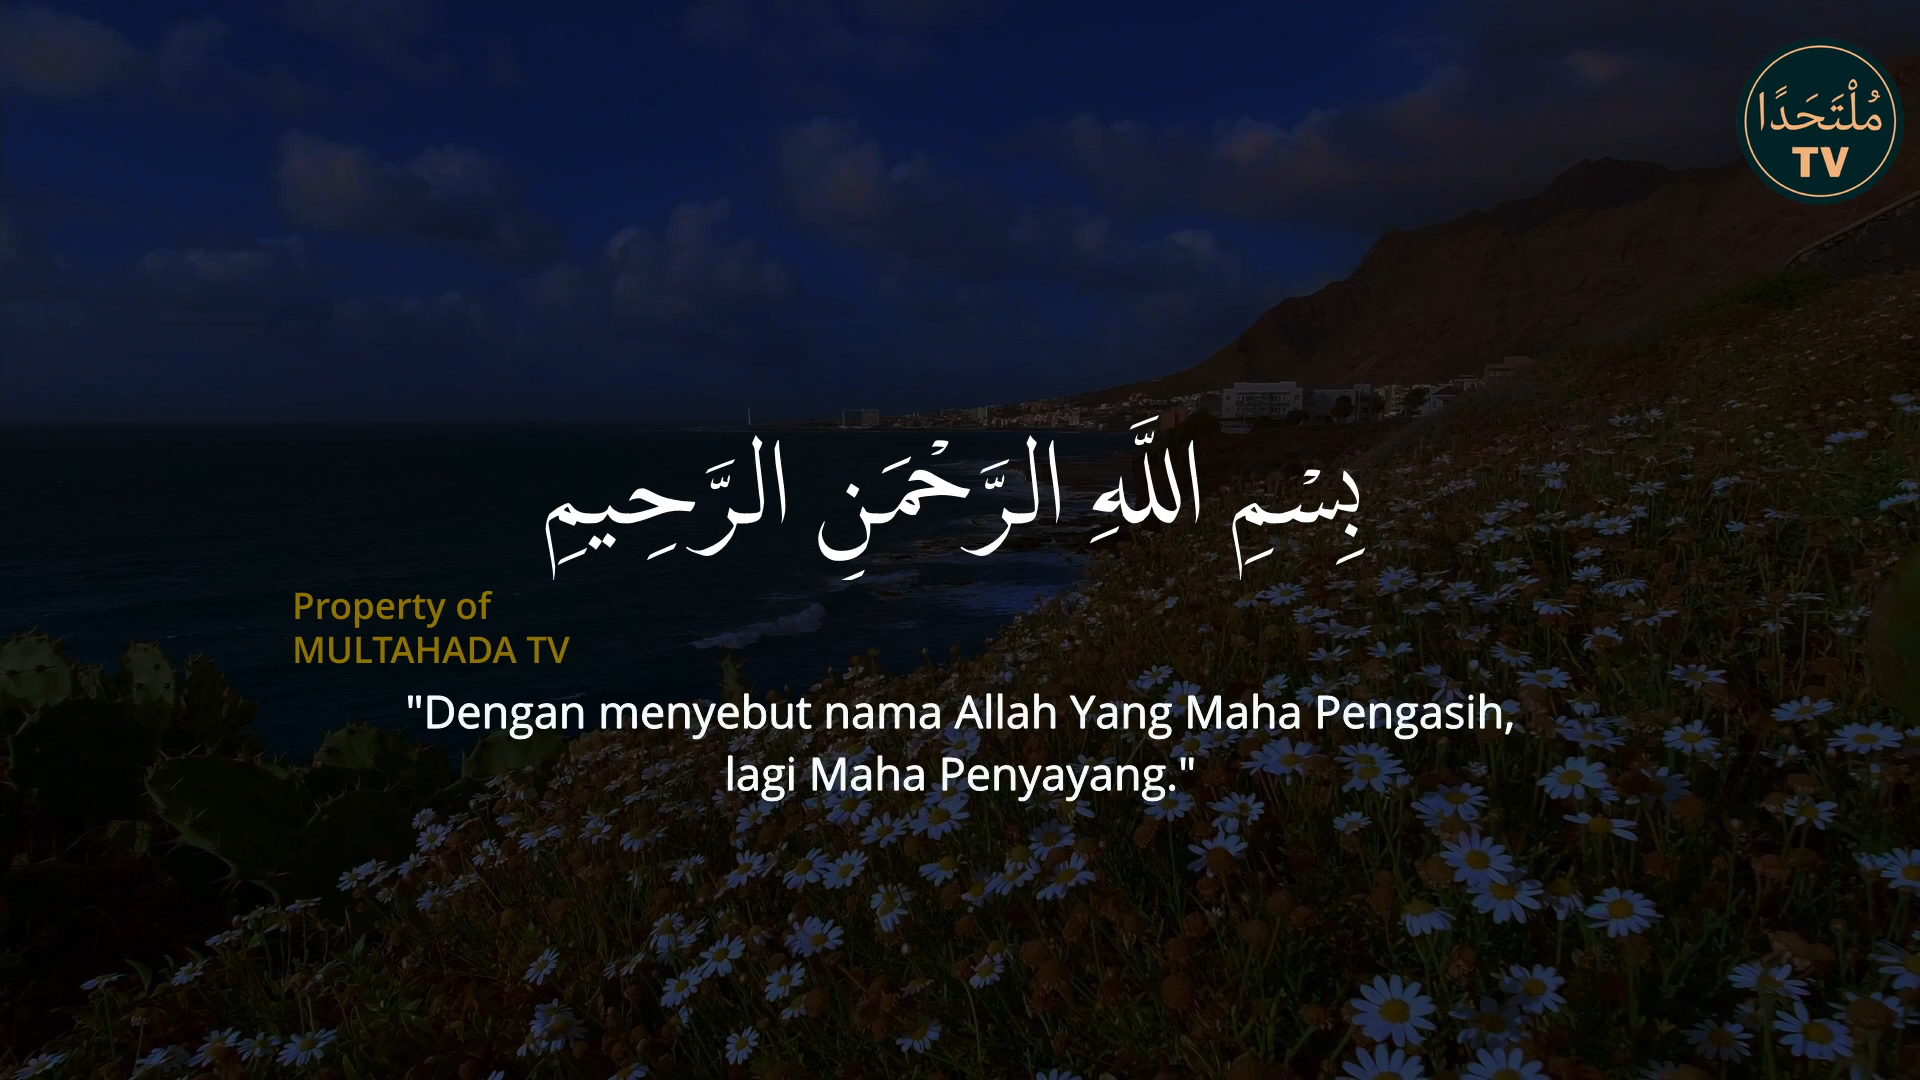 مُلْتَحَدًا
TV
بِسْمِ اللَّهِ الرَّحْمَنِ الرَّحِيمِ
Property of
MULTAHADA TV
"Dengan menyebut nama Allah Yang Maha Pengasih,
lagi Maha Penyayang."